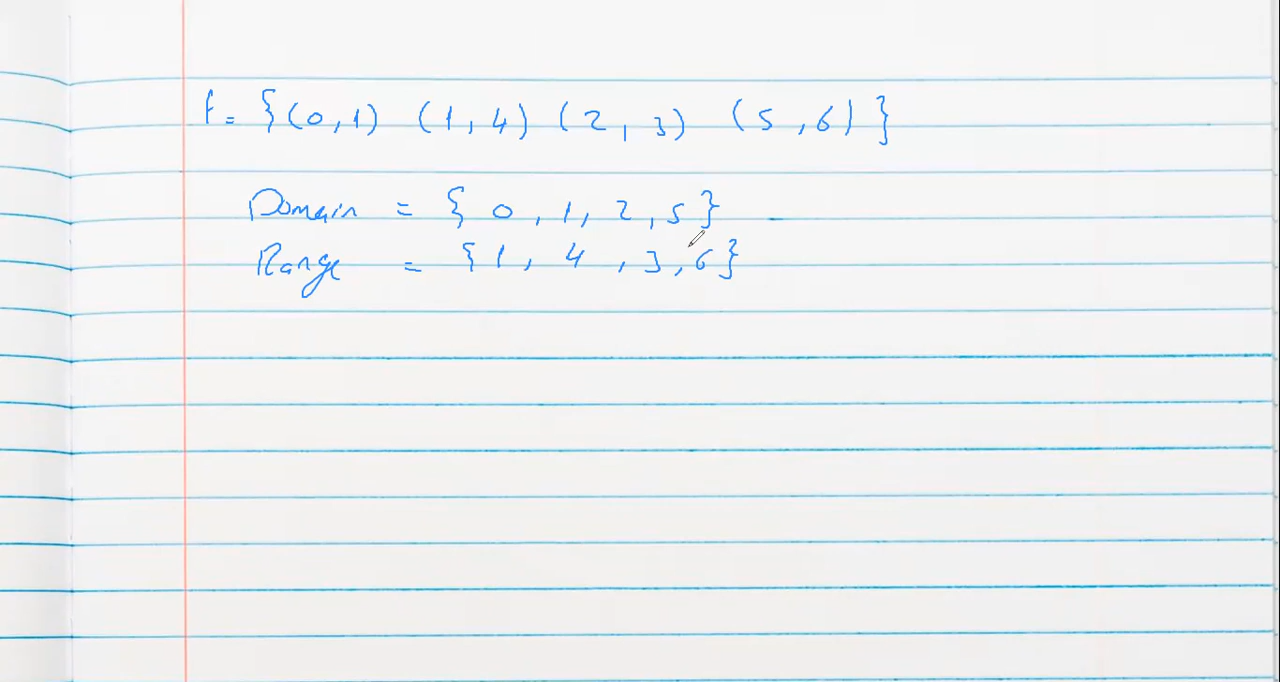 f = {(0,1) (1,4) (2,3) (5,6)}
Domain = {0,1,2,5}
Range = {1,4,3,6}